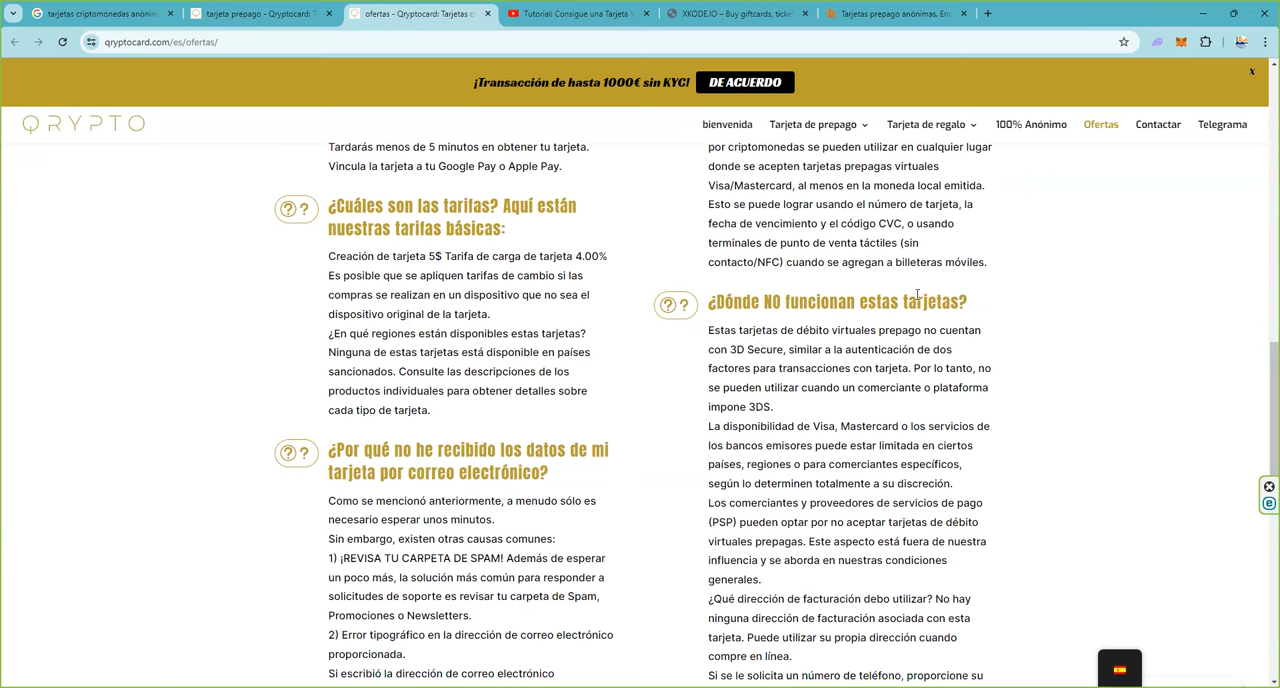 tarjetas criptomonedas anónim
tarjeta prepago - Qryptocard: T
ofertas - Qryptocard: Tarjetas c
Tutorial: Consigue una Tarjeta
XKODE.IO – Buy giftcards, ticke
Tarjetas prepago anónimas. En
qryptocard.com/es/ofertas/
¡Transacción de hasta 1000€ sin KYC!
DE ACUERDO
x
QRYPTO
bienvenida
Tarjeta de prepago
Tarjeta de regalo
100% Anónimo
Ofertas
Contactar
Telegrama
Tardarás menos de 5 minutos en obtener tu tarjeta.
Vincula la tarjeta a tu Google Pay o Apple Pay.
? ?
¿Cuáles son las tarifas? Aquí están
nuestras tarifas básicas:
Creación de tarjeta 5$ Tarifa de carga de tarjeta 4.00%
Es posible que se apliquen tarifas de cambio si las
compras se realizan en un dispositivo que no sea el
dispositivo original de la tarjeta.
¿En qué regiones están disponibles estas tarjetas?
Ninguna de estas tarjetas está disponible en países
sancionados. Consulte las descripciones de los
productos individuales para obtener detalles sobre
cada tipo de tarjeta.
? ?
¿Por qué no he recibido los datos de mi
tarjeta por correo electrónico?
Como se mencionó anteriormente, a menudo sólo es
necesario esperar unos minutos.
Sin embargo, existen otras causas comunes:
1) ¡REVISA TU CARPETA DE SPAM! Además de esperar
un poco más, la solución más común para responder a
solicitudes de soporte es revisar tu carpeta de Spam,
Promociones o Newsletters.
2) Error tipográfico en la dirección de correo electrónico
proporcionada.
Si escribió la dirección de correo electrónico
por criptomonedas se pueden utilizar en cualquier lugar
donde se acepten tarjetas prepagas virtuales
Visa/Mastercard, al menos en la moneda local emitida.
Esto se puede lograr usando el número de tarjeta, la
fecha de vencimiento y el código CVC, o usando
terminales de punto de venta táctiles (sin
contacto/NFC) cuando se agregan a billeteras móviles.
? ?
¿Dónde NO funcionan estas tarjetas?
Estas tarjetas de débito virtuales prepago no cuentan
con 3D Secure, similar a la autenticación de dos
factores para transacciones con tarjeta. Por lo tanto, no
se pueden utilizar cuando un comerciante o plataforma
impone 3DS.
La disponibilidad de Visa, Mastercard o los servicios de
los bancos emisores puede estar limitada en ciertos
países, regiones o para comerciantes específicos,
según lo determinen totalmente a su discreción.
Los comerciantes y proveedores de servicios de pago
(PSP) pueden optar por no aceptar tarjetas de débito
virtuales prepagas. Este aspecto está fuera de nuestra
influencia y se aborda en nuestras condiciones
generales.
¿Qué dirección de facturación debo utilizar? No hay
ninguna dirección de facturación asociada con esta
tarjeta. Puede utilizar su propia dirección cuando
compre en línea.
Si se le solicita un número de teléfono, proporcione su